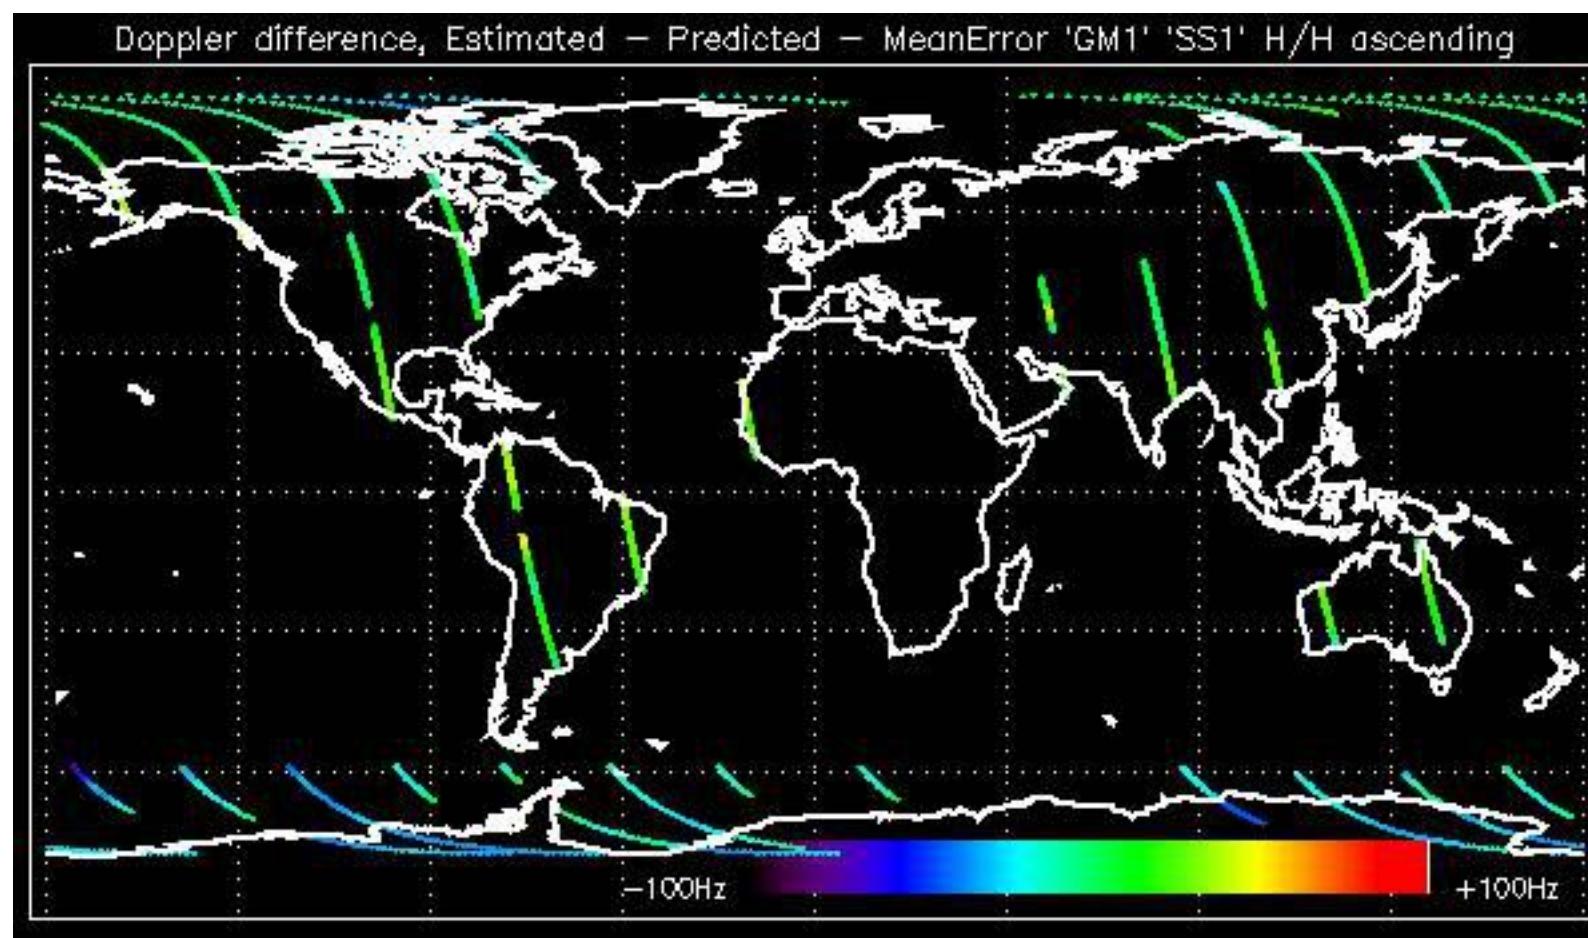 Doppler difference, Estimated – Predicted – MeanError 'GM1' 'SS1' H/H ascending
–100Hz +100Hz